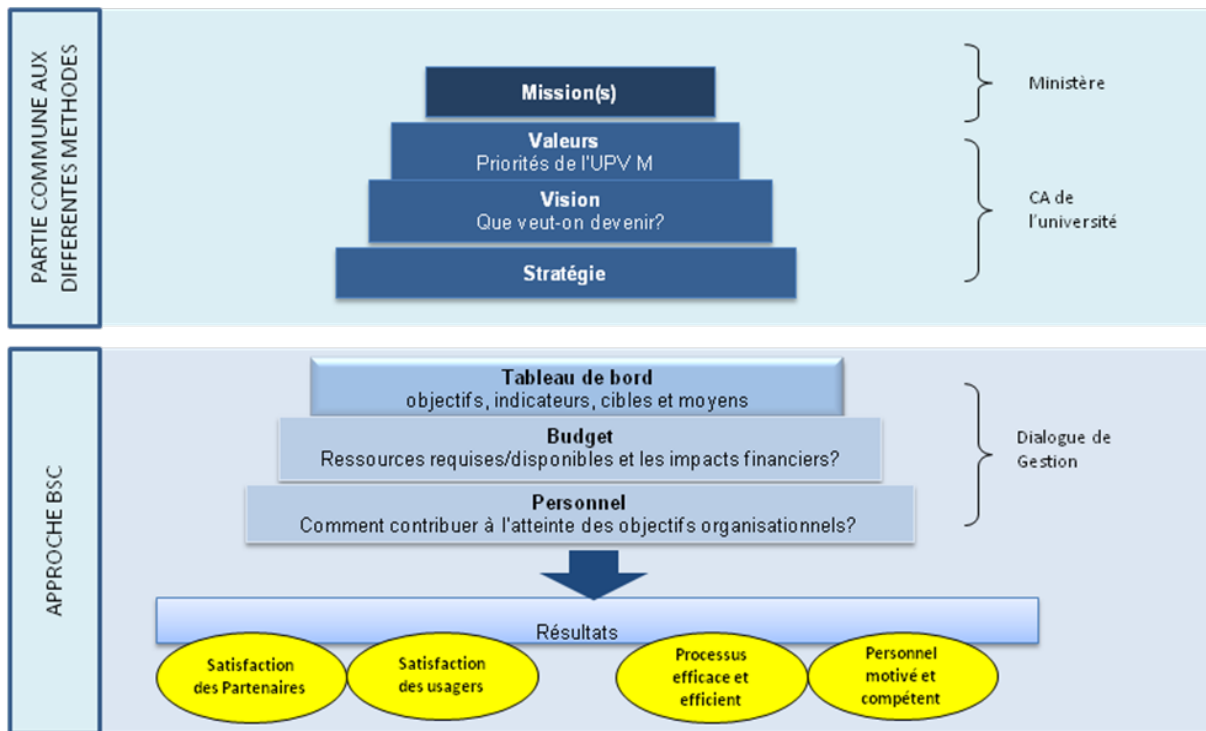 PARTIE COMMUNE AUX
DIFFERENTES METHODES
Mission(s)
Valeurs
Priorités de l'UPV M
Vision
Que veut-on devenir?
Stratégie
Ministère
CA de
l'université
APPROCHE BSC
Tableau de bord
objectifs, indicateurs, cibles et moyens
Budget
Ressources requises/disponibles et les impacts financiers?
Personnel
Comment contribuer à l'atteinte des objectifs organisationnels?
Dialogue de
Gestion
Résultats
Satisfaction
des Partenaires
Satisfaction
des usagers
Processus
efficace et
efficient
Personnel
motivé et
compétent